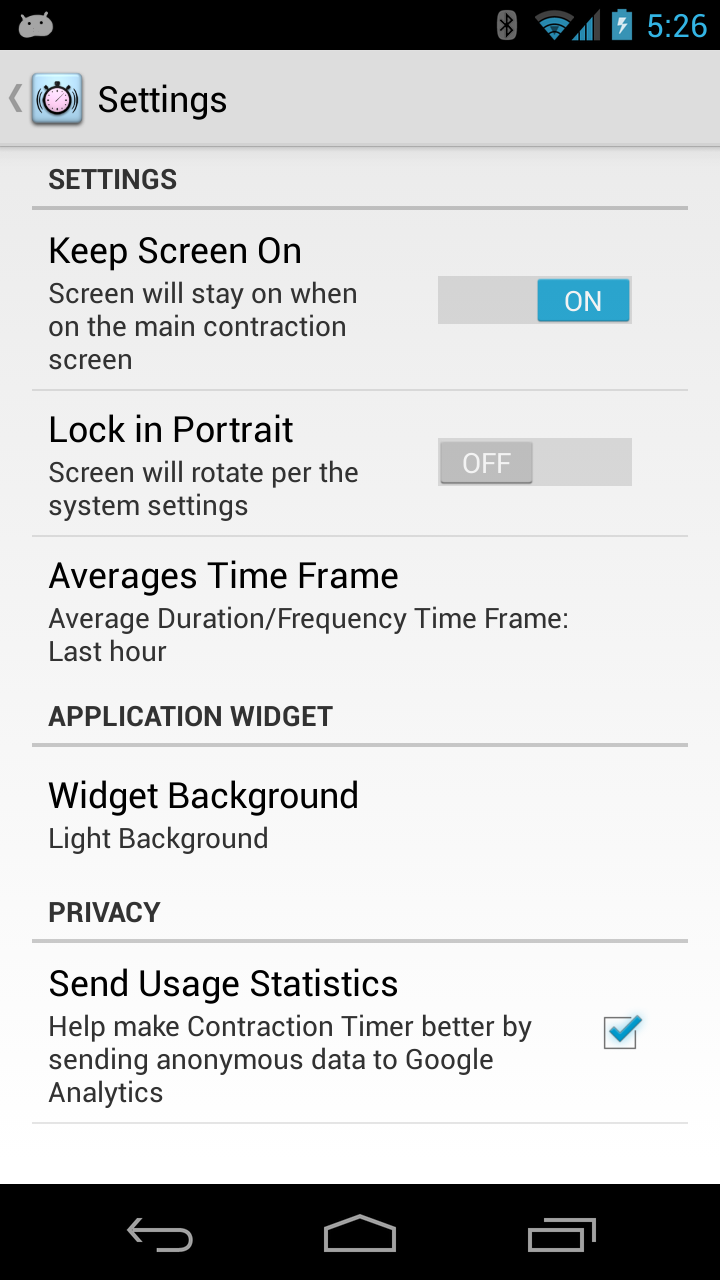 5:26
Settings
SETTINGS
Keep Screen On
Screen will stay on when
on the main contraction
screen
ON
Lock in Portrait
Screen will rotate per the
system settings
OFF
Averages Time Frame
Average Duration/Frequency Time Frame:
Last hour
APPLICATION WIDGET
Widget Background
Light Background
PRIVACY
Send Usage Statistics
Help make Contraction Timer better by
sending anonymous data to Google
Analytics